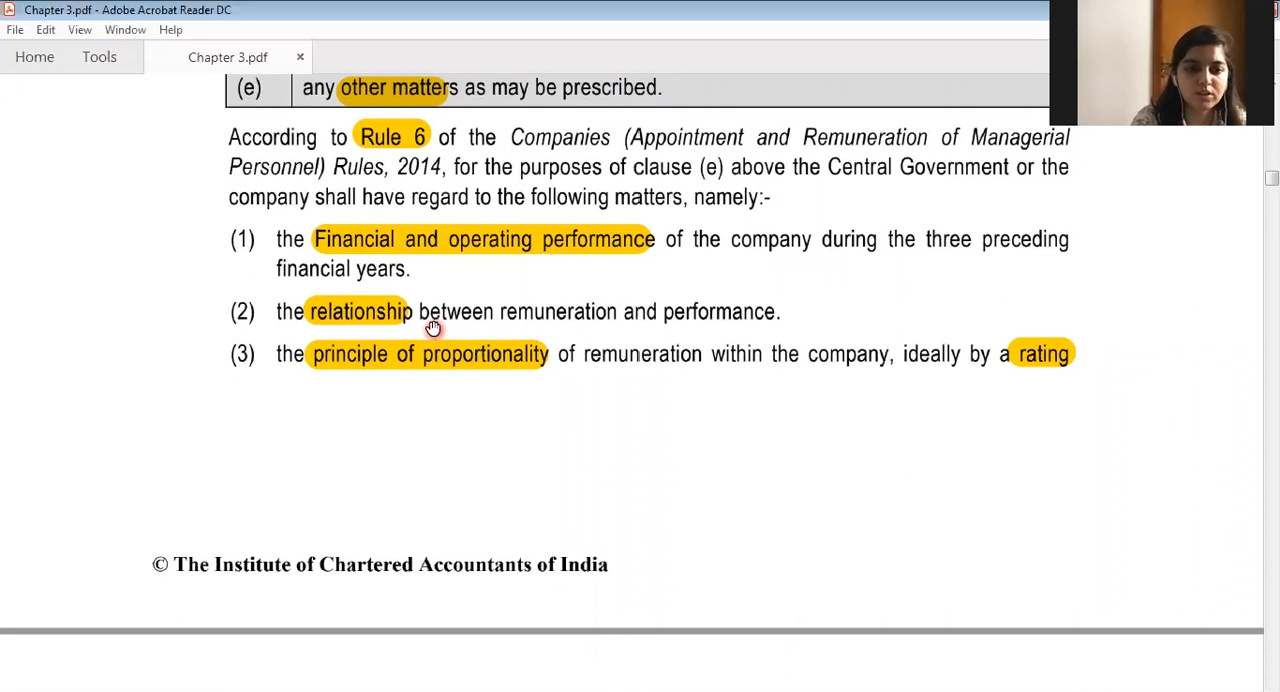 Chapter 3.pdf - Adobe Acrobat Reader DC
File Edit View Window Help
Home Tools Chapter 3.pdf ×
(e) any other matters as may be prescribed.
According to Rule 6 of the Companies (Appointment and Remuneration of Managerial
Personnel) Rules, 2014, for the purposes of clause (e) above the Central Government or the
company shall have regard to the following matters, namely:-
(1) the Financial and operating performance of the company during the three preceding
financial years.
(2) the relationship between remuneration and performance.
(3) the principle of proportionality of remuneration within the company, ideally by a rating
© The Institute of Chartered Accountants of India